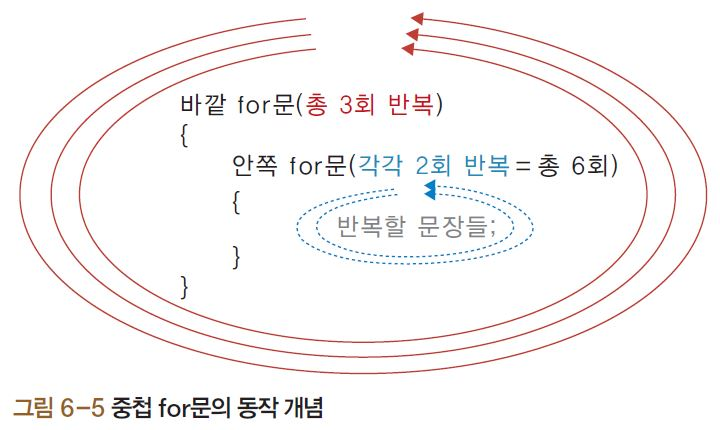 바깥 for문(총 3회 반복)
{
안쪽 for문(각각 2회 반복=총 6회)
{
반복할 문장들;
}
}
그림 6-5 중첩 for문의 동작 개념